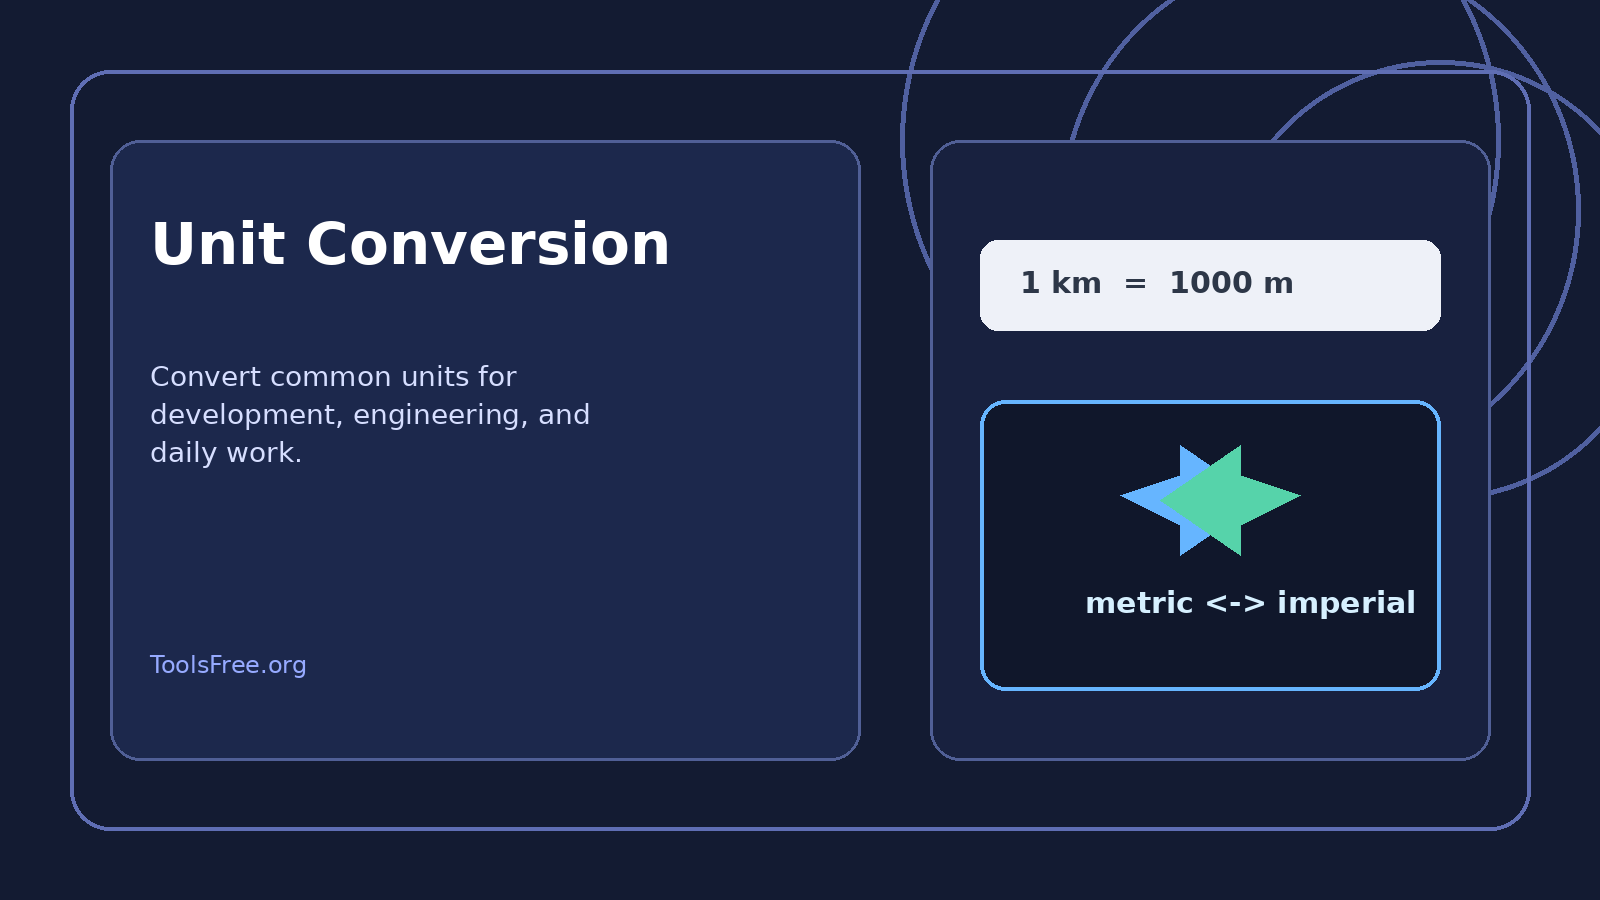 Unit Conversion
Convert common units for
development, engineering, and
daily work.
ToolsFree.org
1 km = 1000 m
metric <-> imperial